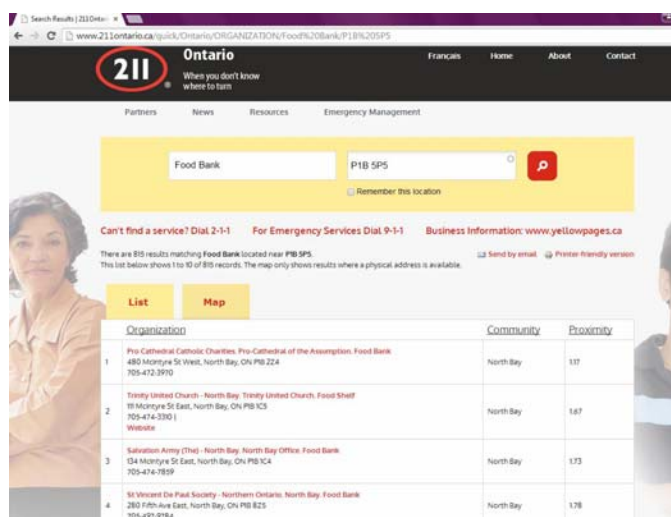 Search Results | 211 Ontari
www.211ontario.ca/quick/Ontario/ORGANIZATION/Food%20Bank/P1B%205P5
211
Ontario
When you don't know
where to turn
Français Home About Contact
Partners News Resources Emergency Management
Food Bank P1B 5P5
Remember this location
Can't find a service? Dial 2-1-1 For Emergency Services Dial 9-1-1 Business Information: www.yellowpages.ca
There are 815 results matching Food Bank located near P1B 5P5.
This list below shows 1 to 10 of 815 records. The map only shows results where a physical address is available.
Send by email Printer friendly version
List Map
Organization Community Proximity
1 Pro-Cathedral Catholic Charities. Pro-Cathedral of the Assumption. Food Bank
480 McIntyre St West, North Bay, ON P1B 2Z4
705-472-3970
North Bay 1.17
2 Trinity United Church - North Bay. Trinity United Church. Food Shelf
111 McIntyre St East, North Bay, ON P1B 1C5
705-474-3310 |
Website
North Bay 1.67
3 Salvation Army (The) - North Bay. North Bay Office. Food Bank
134 McIntyre St East, North Bay, ON P1B 1C4
705-474-7859
North Bay 1.73
4 St Vincent De Paul Society - Northern Ontario. North Bay. Food Bank
280 Fifth Ave East, North Bay, ON P1B 8Z5
North Bay 1.78